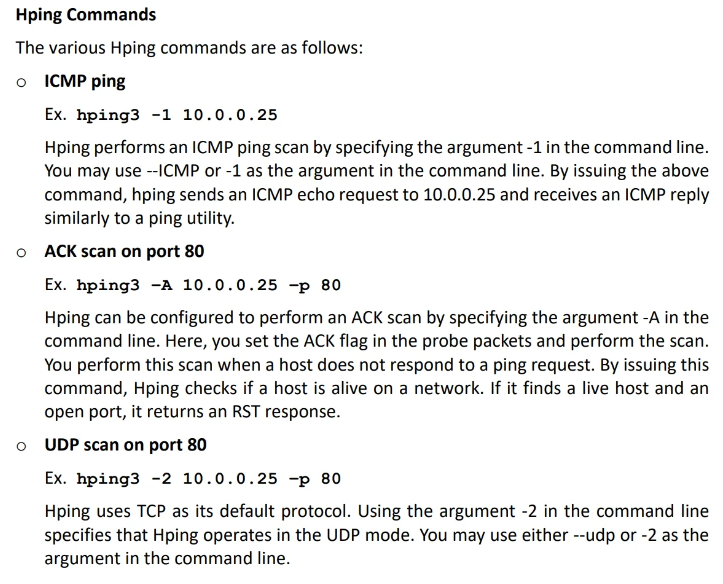 Hping Commands
The various Hping commands are as follows:
o ICMP ping
Ex. hping3 -1 10.0.0.25
Hping performs an ICMP ping scan by specifying the argument -1 in the command line.
You may use --ICMP or -1 as the argument in the command line. By issuing the above
command, hping sends an ICMP echo request to 10.0.0.25 and receives an ICMP reply
similarly to a ping utility.
o ACK scan on port 80
Ex. hping3 –A 10.0.0.25 –p 80
Hping can be configured to perform an ACK scan by specifying the argument -A in the
command line. Here, you set the ACK flag in the probe packets and perform the scan.
You perform this scan when a host does not respond to a ping request. By issuing this
command, Hping checks if a host is alive on a network. If it finds a live host and an
open port, it returns an RST response.
o UDP scan on port 80
Ex. hping3 -2 10.0.0.25 –p 80
Hping uses TCP as its default protocol. Using the argument -2 in the command line
specifies that Hping operates in the UDP mode. You may use either --udp or -2 as the
argument in the command line.